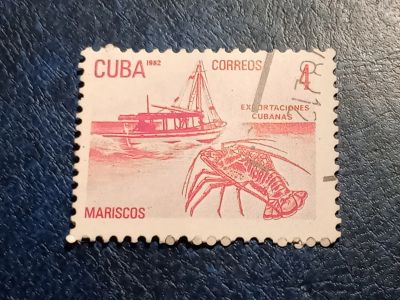 CUBA 1982 CORREOS 4
EXPORTACIONES
CUBANAS
MARISCOS